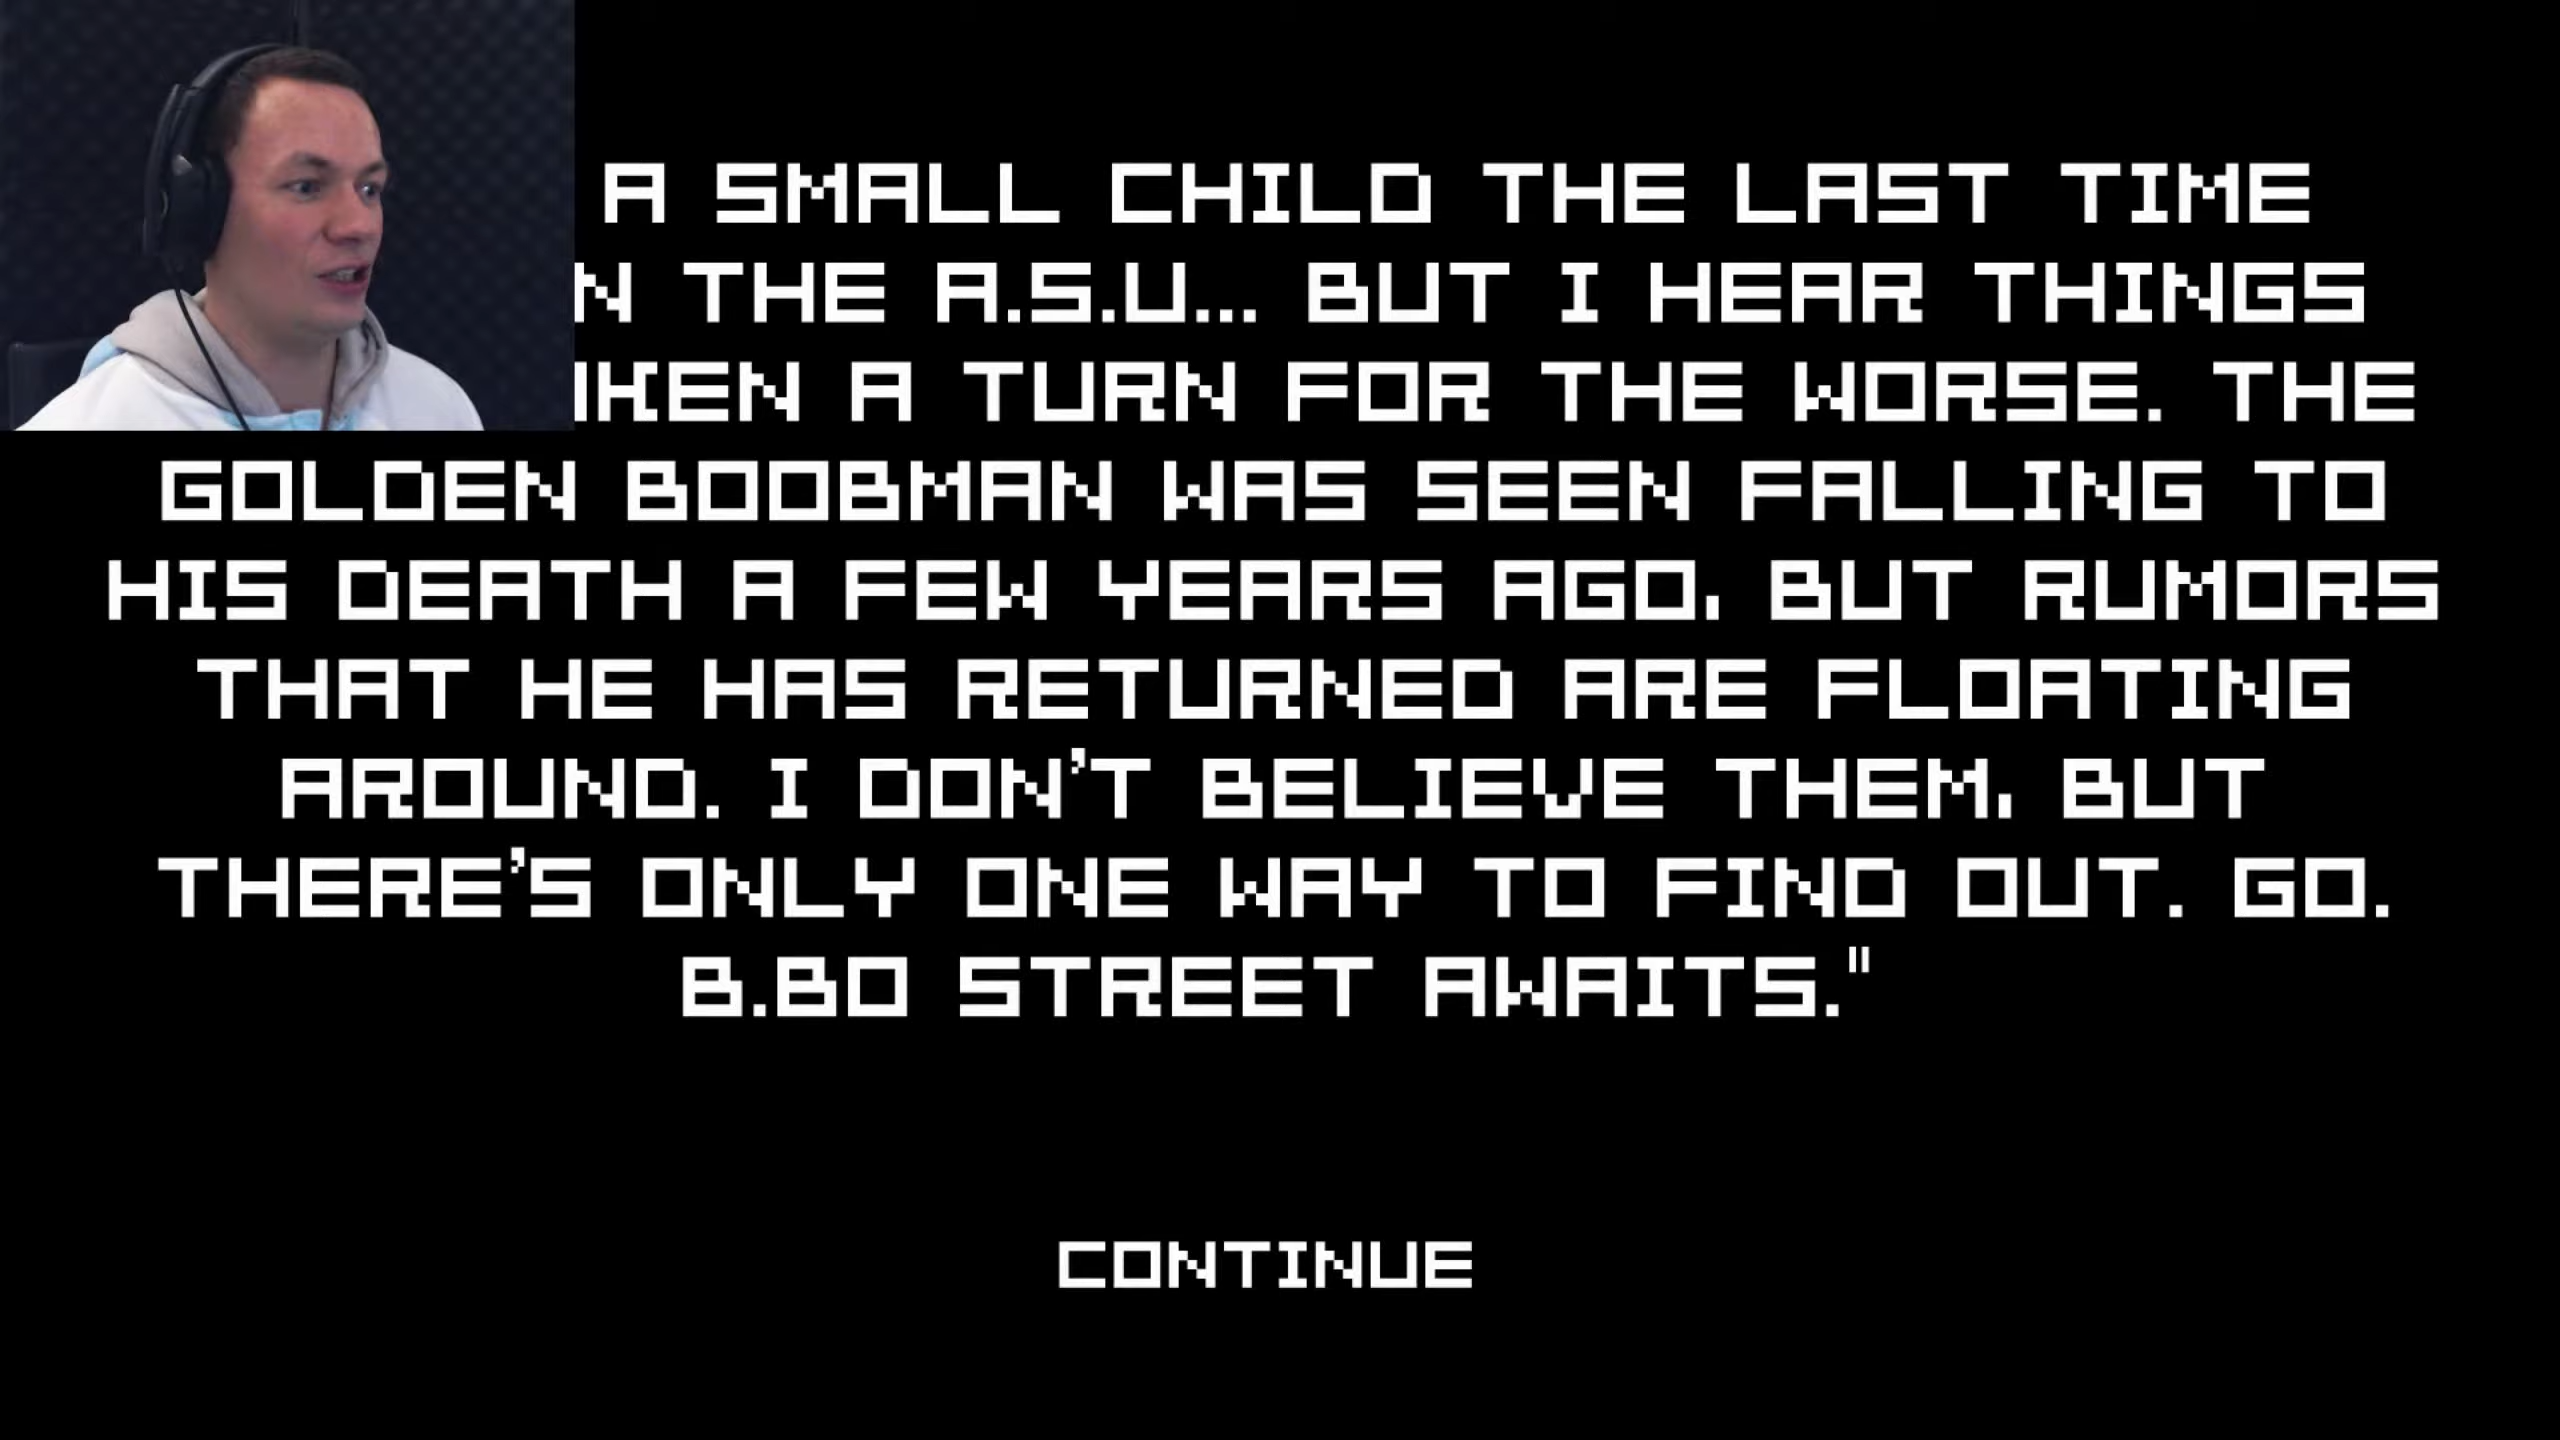 A SMALL CHILD THE LAST TIME
THE A.S.U... BUT I HEAR THINGS
A TURN FOR THE WORSE. THE
GOLDEN BOOBMAN WAS SEEN FALLING TO
HIS DEATH A FEW YEARS AGO, BUT RUMORS
THAT HE HAS RETURNED ARE FLOATING
AROUND. I DON'T BELIEVE THEM, BUT
THERE'S ONLY ONE WAY TO FIND OUT. GO.
B.BO STREET AWAITS."
CONTINUE